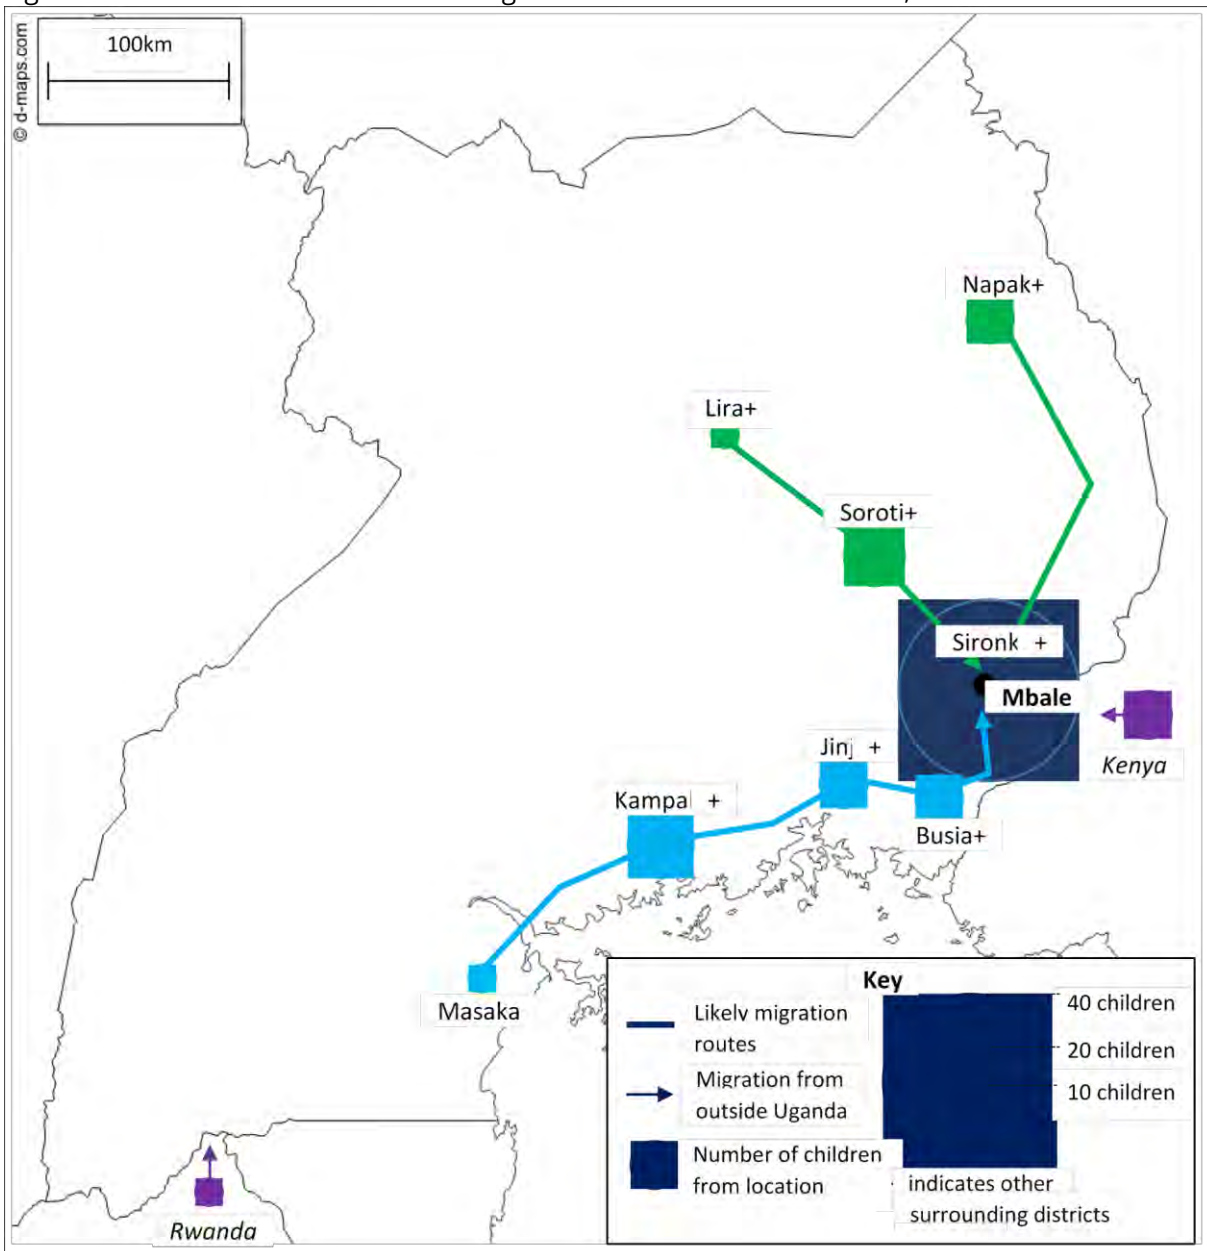 100km
© d-maps.com
Napak+
Lira+
Soroti+
Sironk +
Mbale
Jinj +
Kenya
Kampal +
Busia+
Masaka
Rwanda
Key
Likely migration
routes
Migration from
outside Uganda
Number of children
from location
40 children
20 children
10 children
indicates other
surrounding districts